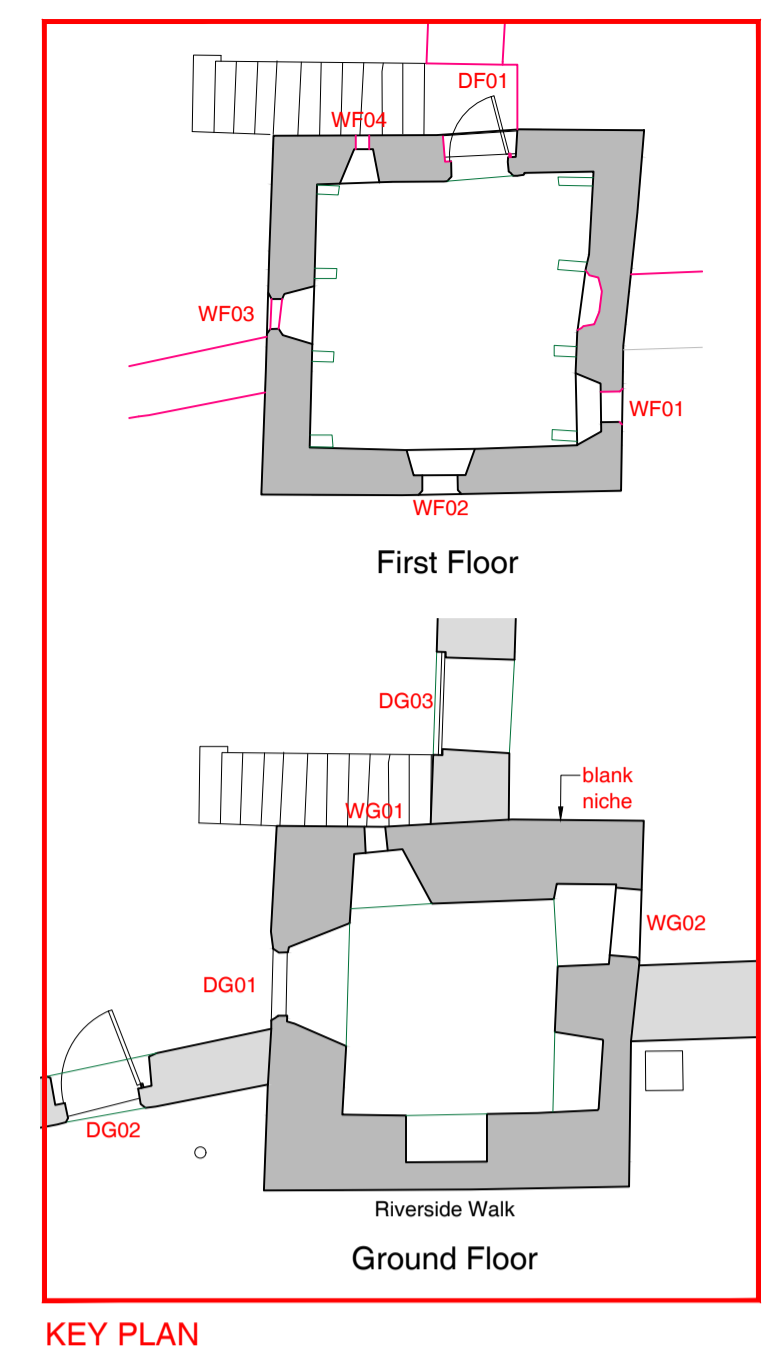 DF01
WF04
WF03
WF01
WF02
First Floor
DG03
blank
niche
WG01
WG02
DG01
DG02
Riverside Walk
Ground Floor
KEY PLAN